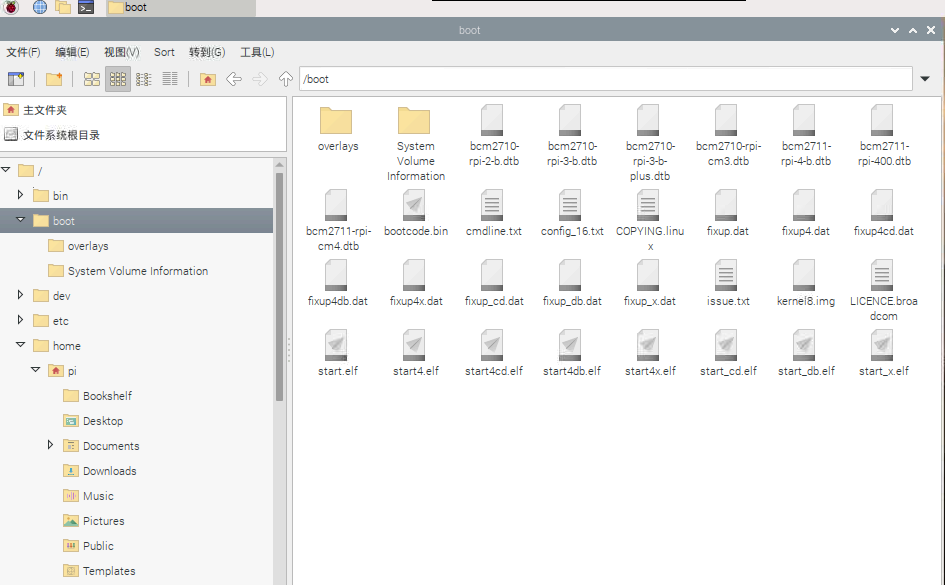 boot
boot
文件(F) 编辑(E) 视图(V) Sort 转到(G) 工具(L)
/boot
主文件夹
文件系统根目录
/
bin
boot
overlays
System Volume Information
dev
etc
home
pi
Bookshelf
Desktop
Documents
Downloads
Music
Pictures
Public
Templates
overlays
System
Volume
Information
bcm2710-
rpi-2-b.dtb
bcm2710-
rpi-3-b.dtb
bcm2710-
rpi-3-b-
plus.dtb
bcm2710-rpi-
cm3.dtb
bcm2711-
rpi-4-b.dtb
bcm2711-
rpi-400.dtb
bcm2711-rpi-
cm4.dtb
bootcode.bin
cmdline.txt
config_16.txt
COPYING.linu
x
fixup.dat
fixup4.dat
fixup4cd.dat
fixup4db.dat
fixup4x.dat
fixup_cd.dat
fixup_db.dat
fixup_x.dat
issue.txt
kernel8.img
LICENCE.broa
dcom
start.elf
start4.elf
start4cd.elf
start4db.elf
start4x.elf
start_cd.elf
start_db.elf
start_x.elf